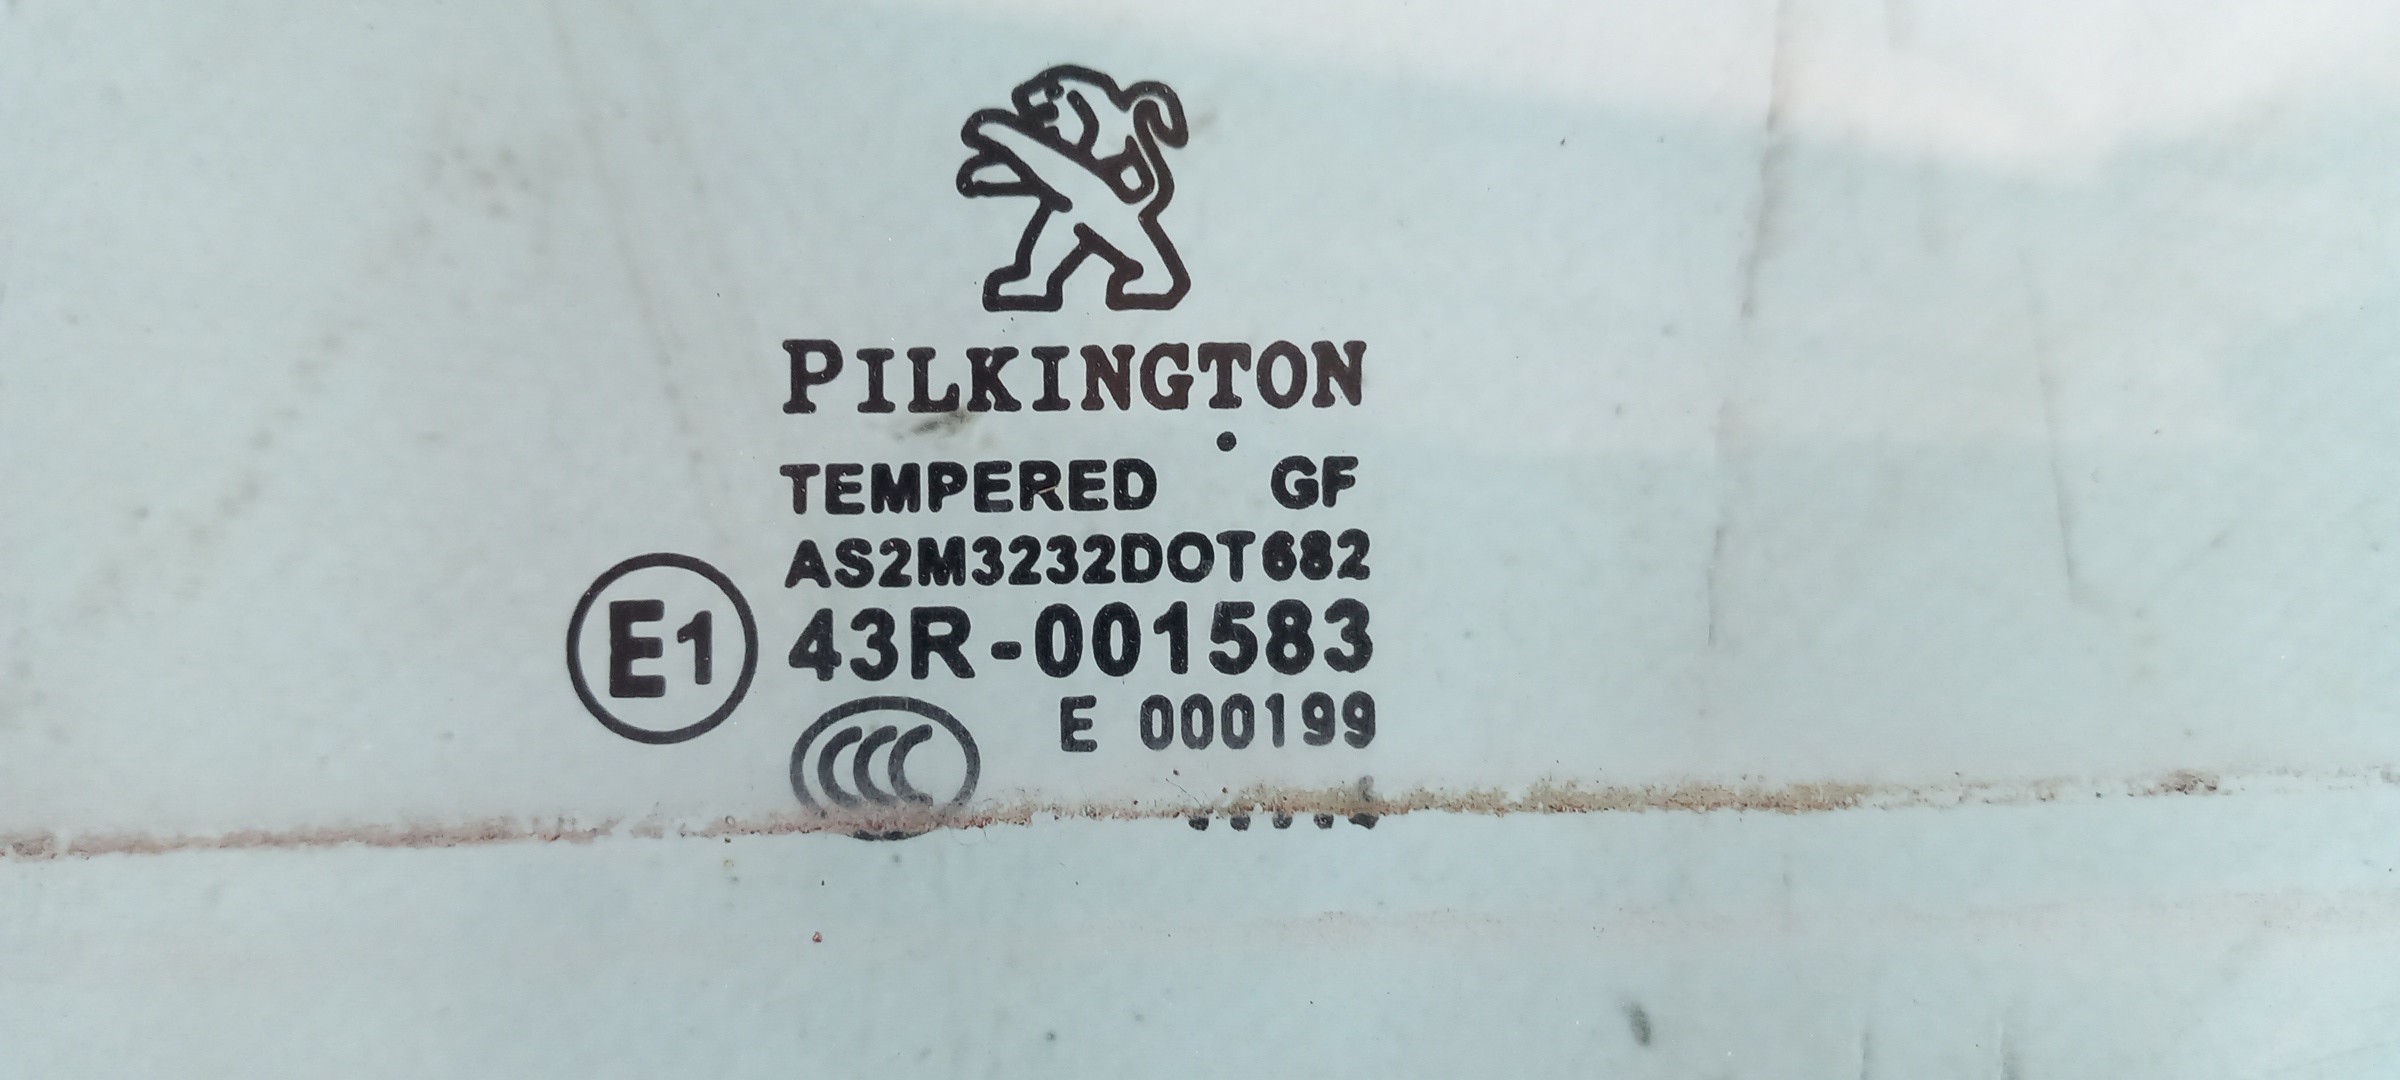 PILKINGTON
TEMPERED GF
AS2M3232DOT682
E1 43R-001583
CCC E 000199